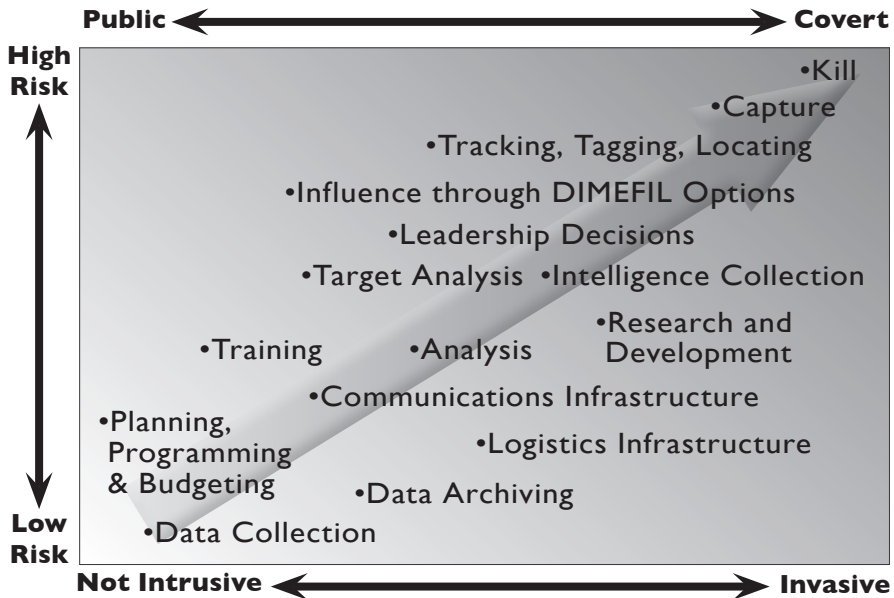 Public
Covert
High
Risk
•Kill
•Capture
•Tracking, Tagging, Locating
•Influence through DIMEFIL Options
•Leadership Decisions
•Target Analysis
•Intelligence Collection
•Research and
Development
•Training
•Analysis
•Communications Infrastructure
•Planning,
Programming
& Budgeting
•Logistics Infrastructure
•Data Archiving
•Data Collection
Low
Risk
Not Intrusive
Invasive